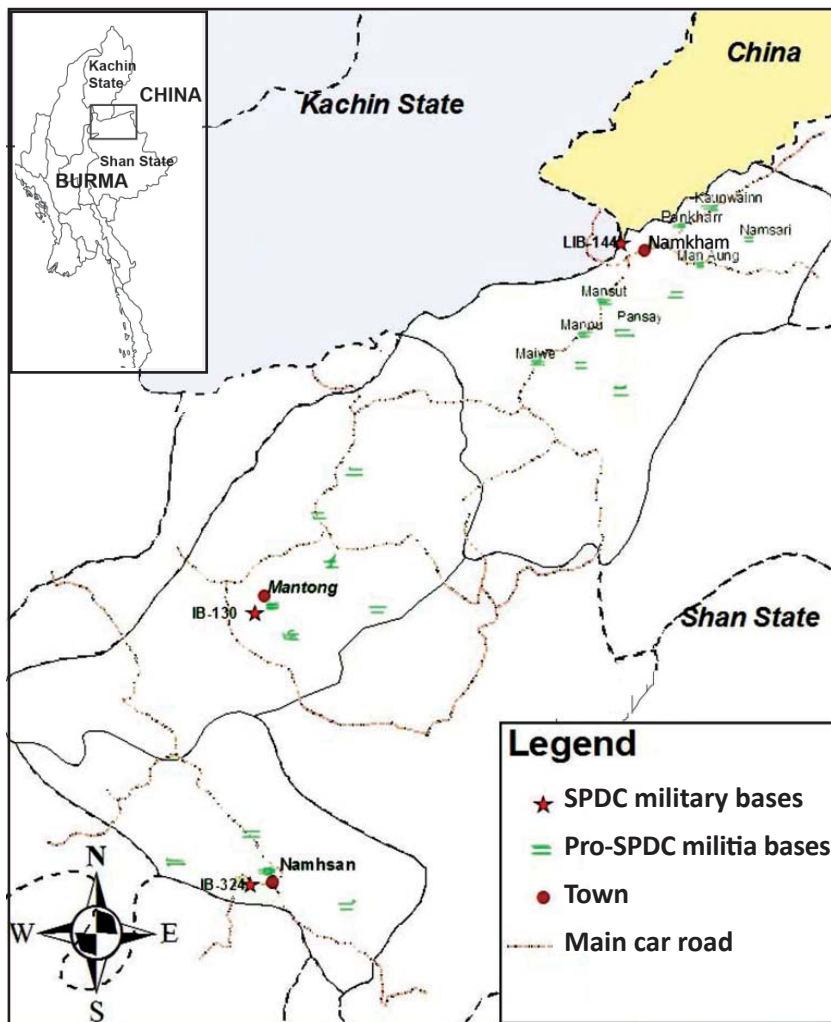 Kachin
State
CHINA
Shan State
BURMA
China
Kachin State
Kaunwainn
Pankharr
Namsari
LIB-144
Namkham
Man Aung
Mansut
Pansay
Manpu
Maiwe
Mantong
IB-130
Shan State
Namhsan
IB-324
N
W
E
S
Legend
SPDC military bases
Pro-SPDC militia bases
Town
Main car road